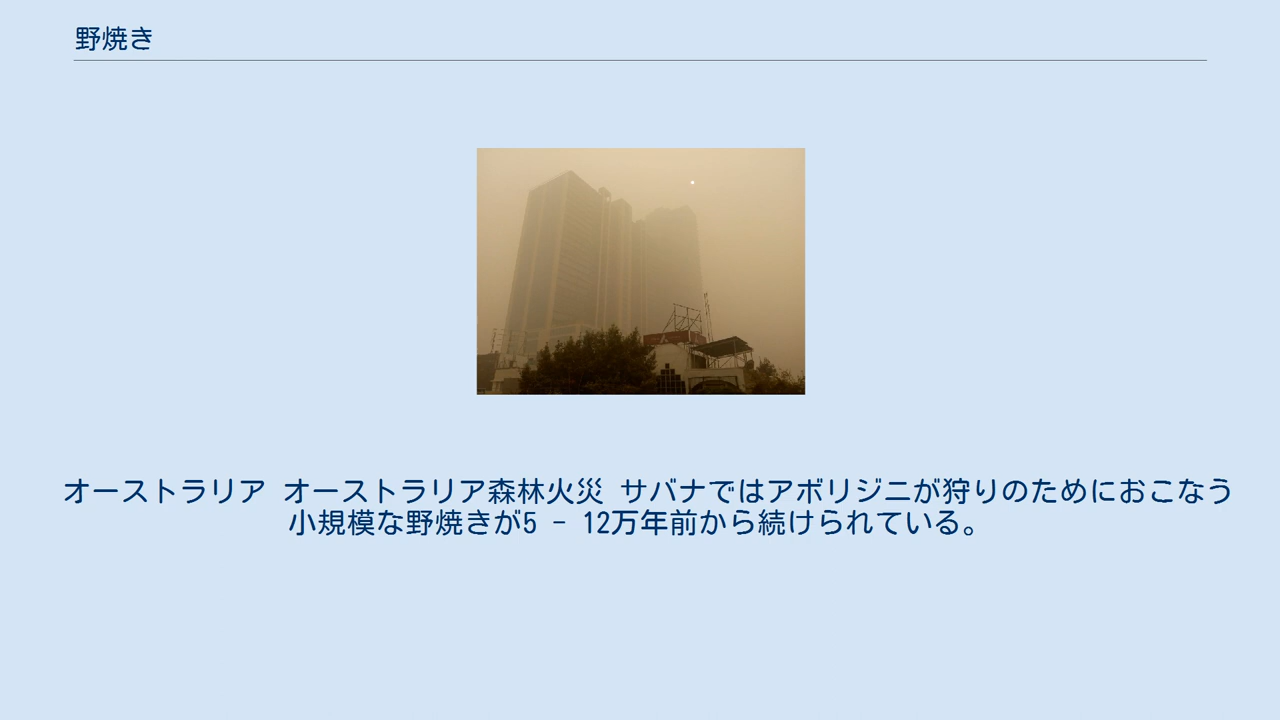 野焼き
オーストラリア オーストラリア森林火災 サバナではアボリジニが狩りのためにおこなう
小規模な野焼きが5 - 12万年前から続けられている。